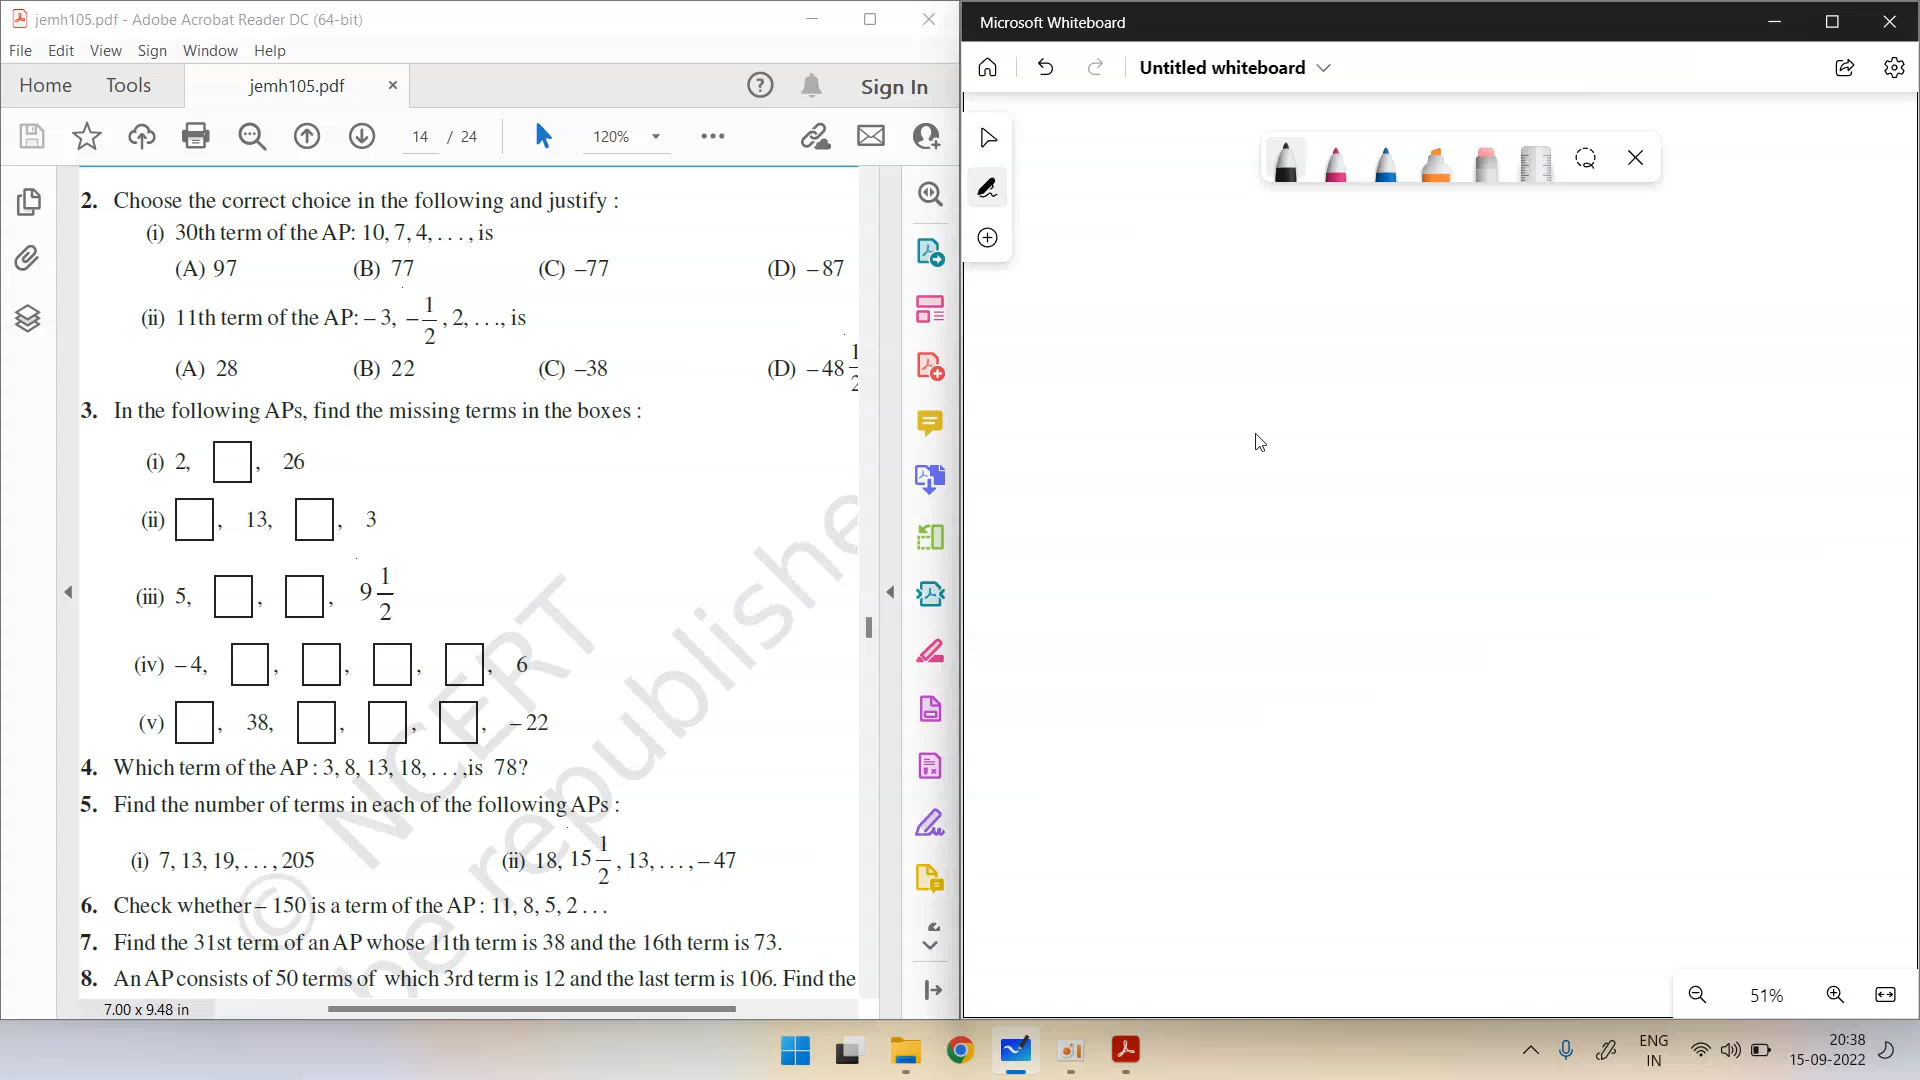 jemh105.pdf - Adobe Acrobat Reader DC (64-bit)
File Edit View Sign Window Help
Home Tools jemh105.pdf × Sign In
14 / 24 120%
2. Choose the correct choice in the following and justify :
(i) 30th term of the AP: 10, 7, 4, . . . , is
(A) 97 (B) 77 (C) –77 (D) – 87
(ii) 11th term of the AP: – 3, –1/2, 2, . . ., is
(A) 28 (B) 22 (C) –38 (D) – 48 1/2
3. In the following APs, find the missing terms in the boxes :
(i) 2, □, 26
(ii) □, 13, □, 3
(iii) 5, □, □, 9 1/2
(iv) – 4, □, □, □, □, 6
(v) □, 38, □, □, □, – 22
4. Which term of the AP : 3, 8, 13, 18, . . . ,is 78?
5. Find the number of terms in each of the following APs :
(i) 7, 13, 19, . . . , 205 (ii) 18, 15 1/2, 13, . . . , – 47
6. Check whether – 150 is a term of the AP : 11, 8, 5, 2 . . .
7. Find the 31st term of an AP whose 11th term is 38 and the 16th term is 73.
8. An AP consists of 50 terms of which 3rd term is 12 and the last term is 106. Find the
© NCERT
be republishe
7.00 x 9.48 in
Microsoft Whiteboard
Untitled whiteboard
51%
ENG
IN
20:38
15-09-2022